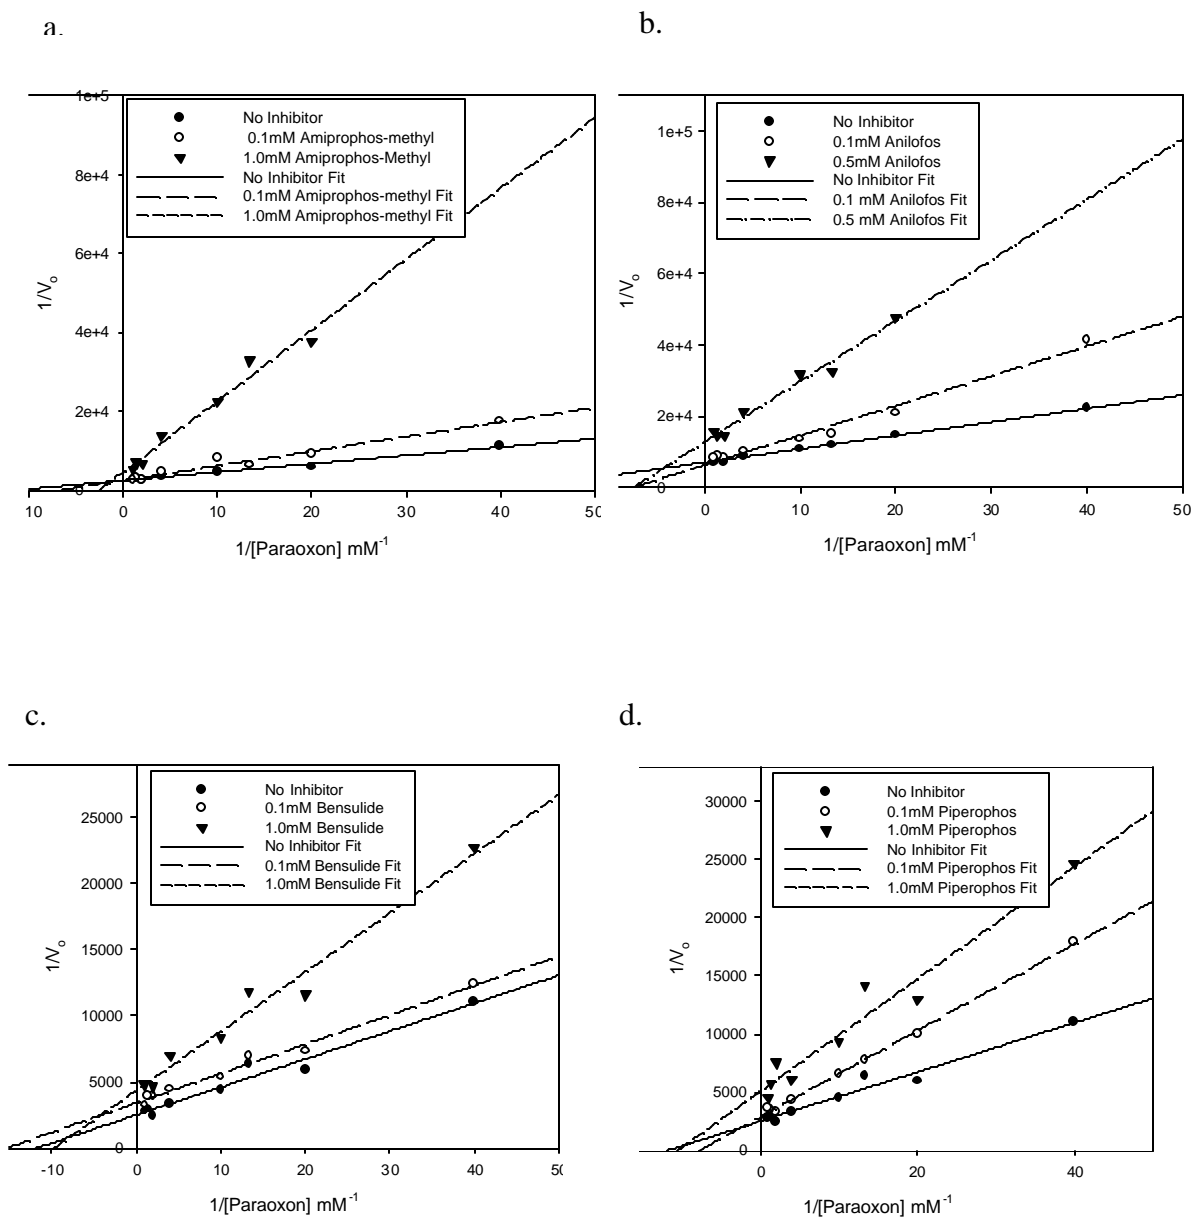 a.
1e+5
8e+4
6e+4
4e+4
2e+4
0
1/Vo
No Inhibitor
0.1mM Amiprophos-methyl
1.0mM Amiprophos-Methyl
No Inhibitor Fit
0.1mM Amiprophos-methyl Fit
1.0mM Amiprophos-methyl Fit
10 0 10 20 30 40 50
1/[Paraoxon] mM-1
b.
1e+5
8e+4
6e+4
4e+4
2e+4
0
1/Vo
No Inhibitor
0.1mM Anilofos
0.5mM Anilofos
No Inhibitor Fit
0.1 mM Anilofos Fit
0.5 mM Anilofos Fit
0 10 20 30 40 50
1/[Paraoxon] mM-1
c.
25000
20000
15000
10000
5000
0
1/Vo
No Inhibitor
0.1mM Bensulide
1.0mM Bensulide
No Inhibitor Fit
0.1mM Bensulide Fit
1.0mM Bensulide Fit
-10 0 10 20 30 40 50
1/[Paraoxon] mM-1
d.
30000
25000
20000
15000
10000
5000
0
1/Vo
No Inhibitor
0.1mM Piperophos
1.0mM Piperophos
No Inhibitor Fit
0.1mM Piperophos Fit
1.0mM Piperophos Fit
0 20 40
1/[Paraoxon] mM-1